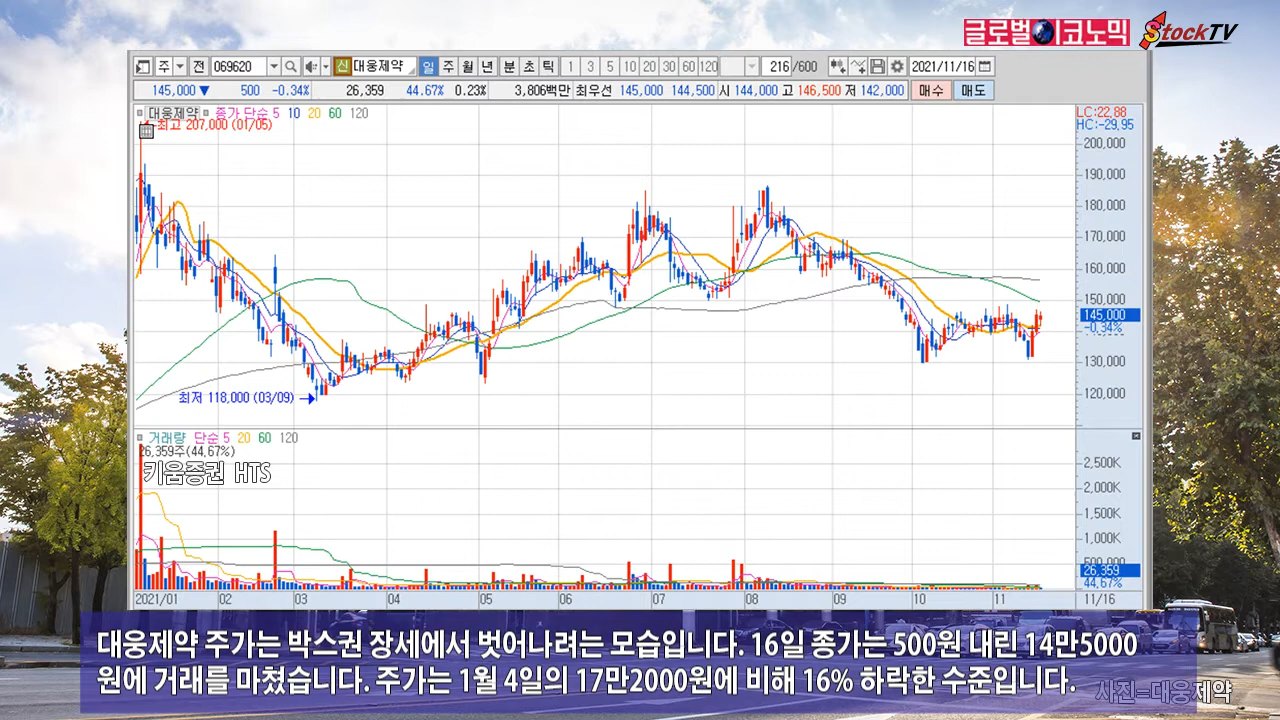 글로벌이코노믹 StockTV
주 전 069620 신 대웅제약 일 주 월 년 분 초 틱 1 3 5 10 20 30 60 120 216 /600 2021/11/16
145,000 ▼ 500 -0.34% 26,359 44.67% 0.23% 3,806백만 최우선 145,000 144,500 시 144,000 고 146,500 저 142,000 매수 매도
대웅제약 종가 단순 5 10 20 60 120
최고 207,000 (01/05)
LC:22,88
HC:-29,95
200,000
190,000
180,000
170,000
160,000
150,000
145,000
-0.34%
130,000
120,000
최저 118,000 (03/09)
거래량 단순 5 20 60 120
26,359주(44,67%)
키움증권 HTS
2,500K
2,000K
1,500K
1,000K
26,359
44,67%
2021/01 02 03 04 05 06 07 08 09 10 11 11/16
대웅제약 주가는 박스권 장세에서 벗어나려는 모습입니다. 16일 종가는 500원 내린 14만5000
원에 거래를 마쳤습니다. 주가는 1월 4일의 17만2000원에 비해 16% 하락한 수준입니다.
사진=대웅제약